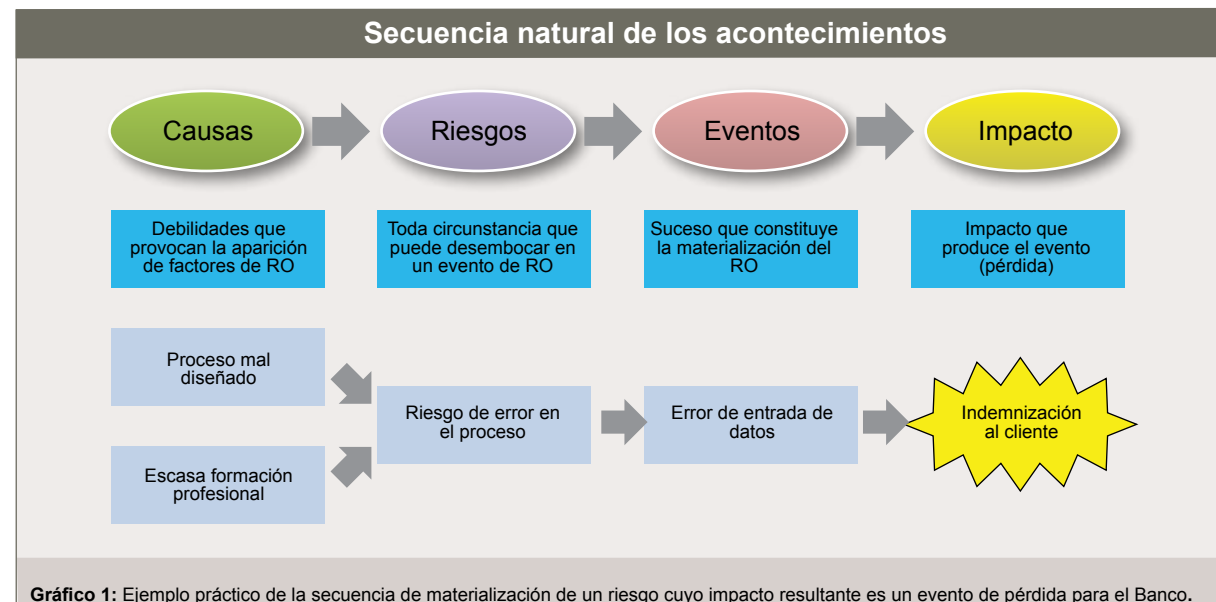 Secuencia natural de los acontecimientos
Causas
Riesgos
Eventos
Impacto
Debilidades que
provocan la aparición
de factores de RO
Toda circunstancia que
puede desembocar en
un evento de RO
Suceso que constituye
la materialización del
RO
Impacto que
produce el evento
(pérdida)
Proceso mal
diseñado
Escasa formación
profesional
Riesgo de error en
el proceso
Error de entrada de
datos
Indemnización
al cliente
Gráfico 1: Ejemplo práctico de la secuencia de materialización de un riesgo cuyo impacto resultante es un evento de pérdida para el Banco.